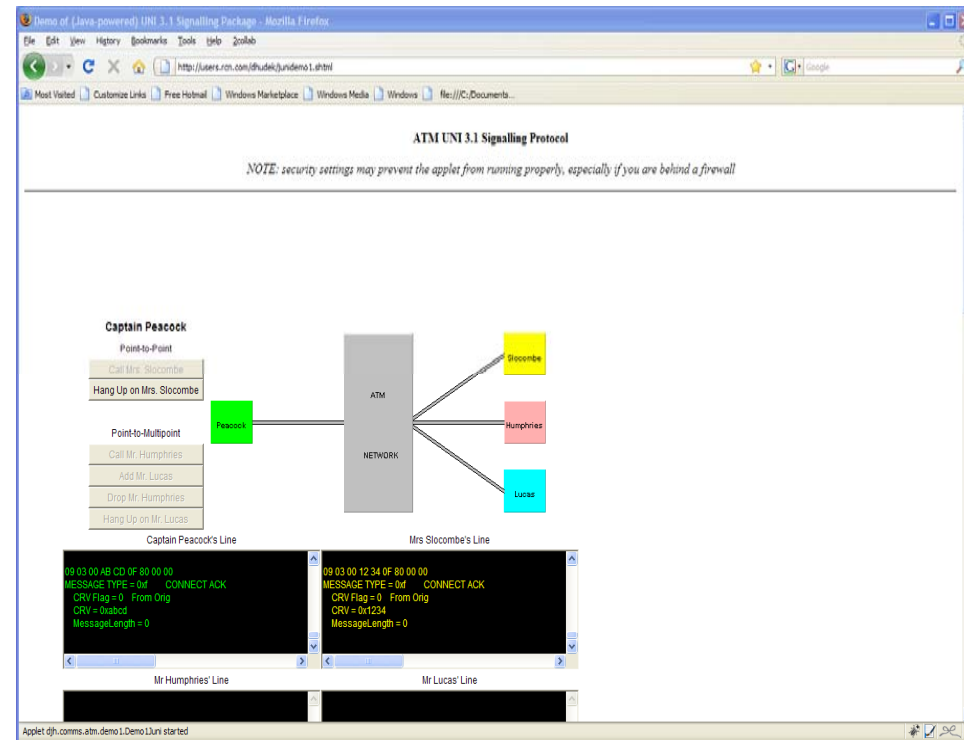 Demo of (Java-powered) UNI 3.1 Signalling Package - Mozilla Firefox
File Edit View History Bookmarks Tools Help 2collab
http://users.rcn.com/dhudek/junidemo1.shtml
Google
Most Visited Customize Links Free Hotmail Windows Marketplace Windows Media Windows file:///C:/Documents...
ATM UNI 3.1 Signalling Protocol
NOTE: security settings may prevent the applet from running properly, especially if you are behind a firewall
Captain Peacock
Point-to-Point
Call Mrs. Slocombe
Hang Up on Mrs. Slocombe
Point-to-Multipoint
Call Mr. Humphries
Add Mr. Lucas
Drop Mr. Humphries
Hang Up on Mr. Lucas
Peacock
ATM
NETWORK
Slocombe
Humphries
Lucas
Captain Peacock's Line
09 03 00 AB CD 0F 80 00 00
MESSAGE TYPE = 0xf CONNECT ACK
CRV Flag = 0 From Orig
CRV = 0xabcd
MessageLength = 0
Mrs Slocombe's Line
09 03 00 12 34 0F 80 00 00
MESSAGE TYPE = 0xf CONNECT ACK
CRV Flag = 0 From Orig
CRV = 0x1234
MessageLength = 0
Mr Humphries' Line
Mr Lucas' Line
Applet djh.comms.atm.demo1.Demo1Juni started